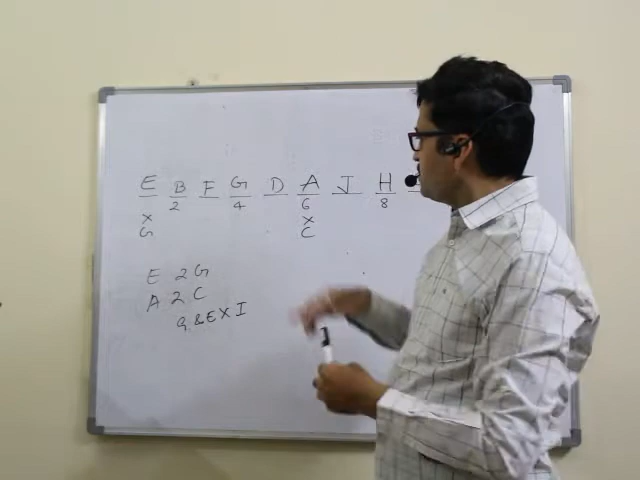 E B F G D A J H
2 4 6 8
X X
G C
E 2 G
A 2 C
G & E X I